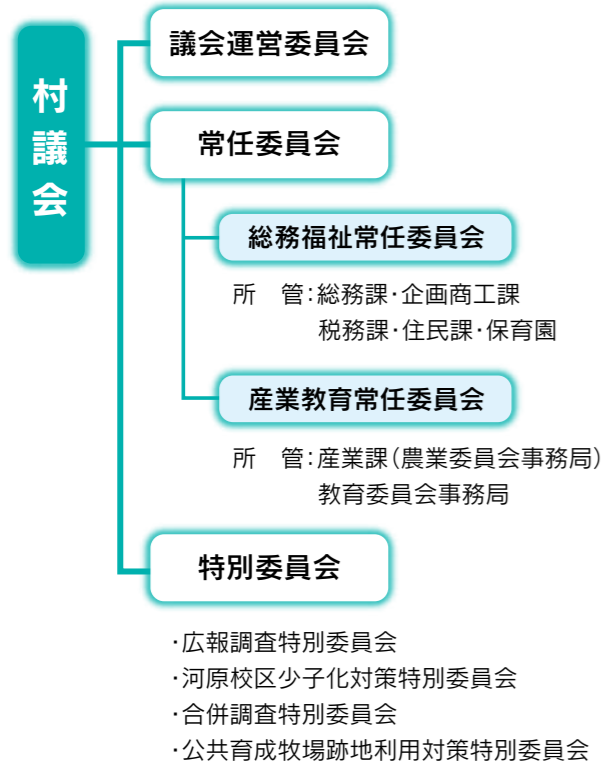 村議会
議会運営委員会
常任委員会
総務福祉常任委員会
所　管：総務課・企画商工課
税務課・住民課・保育園
産業教育常任委員会
所　管：産業課（農業委員会事務局）
教育委員会事務局
特別委員会
・広報調査特別委員会
・河原校区少子化対策特別委員会
・合併調査特別委員会
・公共育成牧場跡地利用対策特別委員会